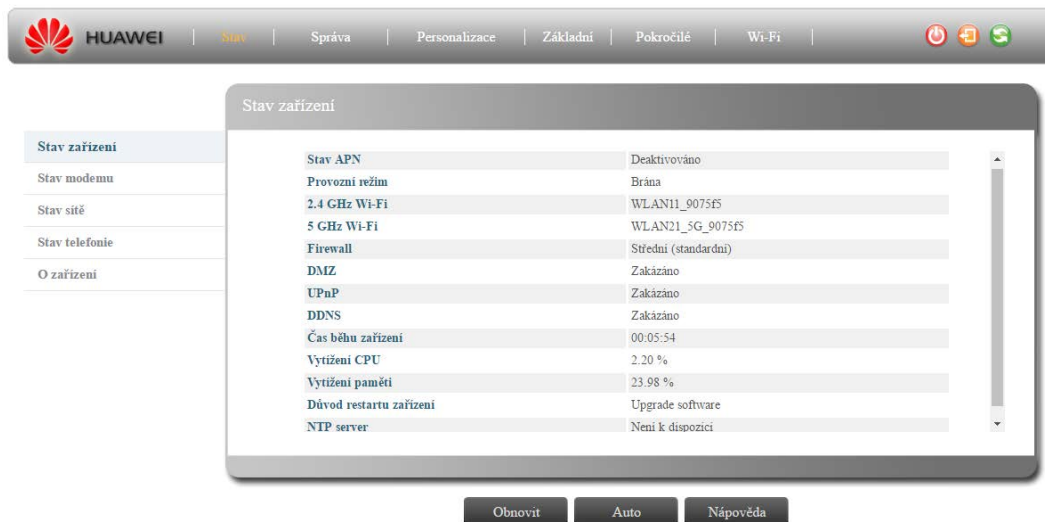 HUAWEI | Stav | Správa | Personalizace | Základní | Pokročilé | Wi-Fi |
Stav zařízení
Stav zařízení
Stav modemu
Stav sítě
Stav telefonie
O zařízení
Stav APN Deaktivováno
Provozní režim Brána
2.4 GHz Wi-Fi WLAN11_9075f5
5 GHz Wi-Fi WLAN21_5G_9075f5
Firewall Střední (standardní)
DMZ Zakázáno
UPnP Zakázáno
DDNS Zakázáno
Čas běhu zařízení 00:05:54
Vytížení CPU 2.20 %
Vytížení paměti 23.98 %
Důvod restartu zařízení Upgrade software
NTP server Není k dispozici
Obnovit Auto Nápověda